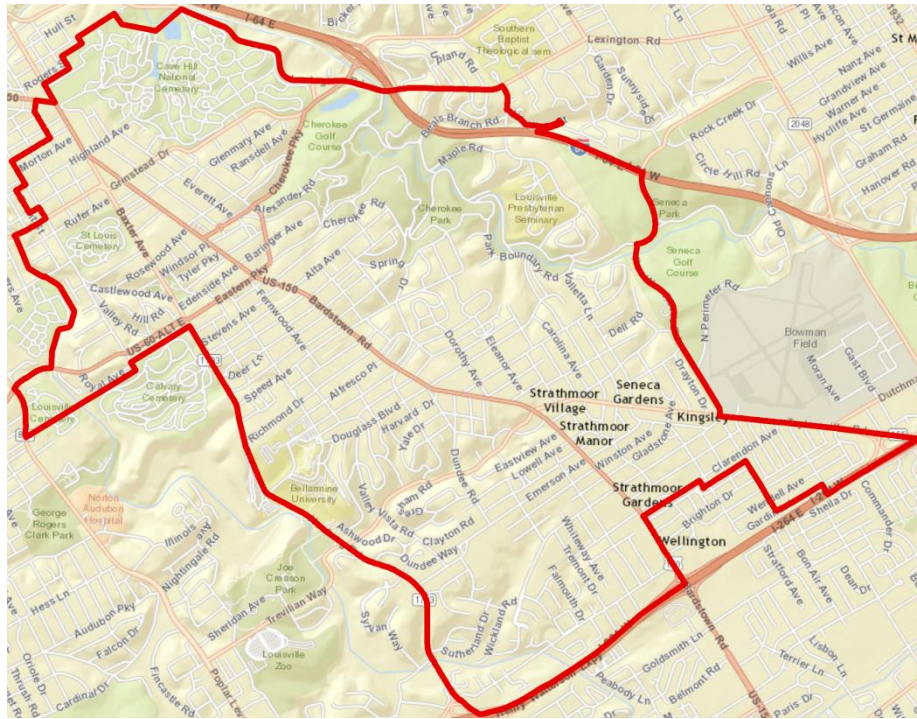 I-64 E
Hull St
Rogers St
Cave Hill
National
Cemetery
Southern
Baptist
Theological sem
Lexington Rd
Garden Dr
Sunnyside Dr
Willis Ave
Nanz Ave
Grandview Ave
Warner Ave
Hycliffe Ave
St Germaine
Graham Rd
Hanover Rd
St M
2048
Rock Creek Dr
Circle Hill Rd
Old Cannons Ln
Morton Ave
Highland Ave
Glenmary Ave
Ransdell Ave
Grinstead Dr
Cherokee Pky
Cherokee
Golf
Course
Beals Branch Rd
Maple Rd
Everett Ave
Alexander Rd
Cherokee Rd
Cherokee
Park
Louisville
Presbyterian
Seminary
Seneca
Park
Seneca
Golf
Course
Rufer Ave
St Louis
Cemetery
Baxter Ave
Rosewood Ave
Windsor Pl
Tyler Pky
Baringer Ave
Edenside Ave
Eastern Pky
Alta Ave
Spring Dr
Park Boundary Rd
Valletta Ln
Dell Rd
N Perimeter Rd
Bowman
Field
Moran Ave
Gast Blvd
Dutchm
Castlewood Ave
Valley Rd
Hill Rd
US-60 ALT E
US-150
Bardstown Rd
Fernwood Ave
Stevens Ave
Deer Ln
Speed Ave
Alfresco Pl
Dorothy Ave
Eleanor Ave
Carolina Ave
Drayton Dr
Calvary
Cemetery
Louisville
Cemetery
Richmond Dr
Douglass Blvd
Harvard Dr
Yale Dr
Strathmoor
Village
Seneca
Gardens
Kingsley
Strathmoor
Manor
Winston Ave
Gladstone Ave
Clarendon Ave
Eastview Ave
Lowell Ave
Emerson Ave
Dundee Rd
Bellarmine
University
Valley Vista Rd
Clayton Rd
Dundee Way
Ashwood Dr
Strathmoor
Gardens
Brighton Dr
Wellington
I-264 E
Sheila Dr
Commander Dr
Norton
Audubon
Hospital
George
Rogers
Clark Park
Illinois Ave
Nightingale Rd
Joe
Creason
Park
Trevilian Way
Sheridan Ave
Hess Ln
Audubon Pky
Falcon Dr
Oriole Dr
Thrush Rd
Cardinal Dr
Fincastle Rd
Louisville
Zoo
Sutherland Dr
Wickland Rd
Whiteway Ave
Tremont Dr
Falmouth Dr
Stratford Ave
Bon Air Ave
Dean Dr
Goldsmith Ln
Peabody Ln
Belmont Rd
Terrier Ln
Lisbon Ln
Paris Dr